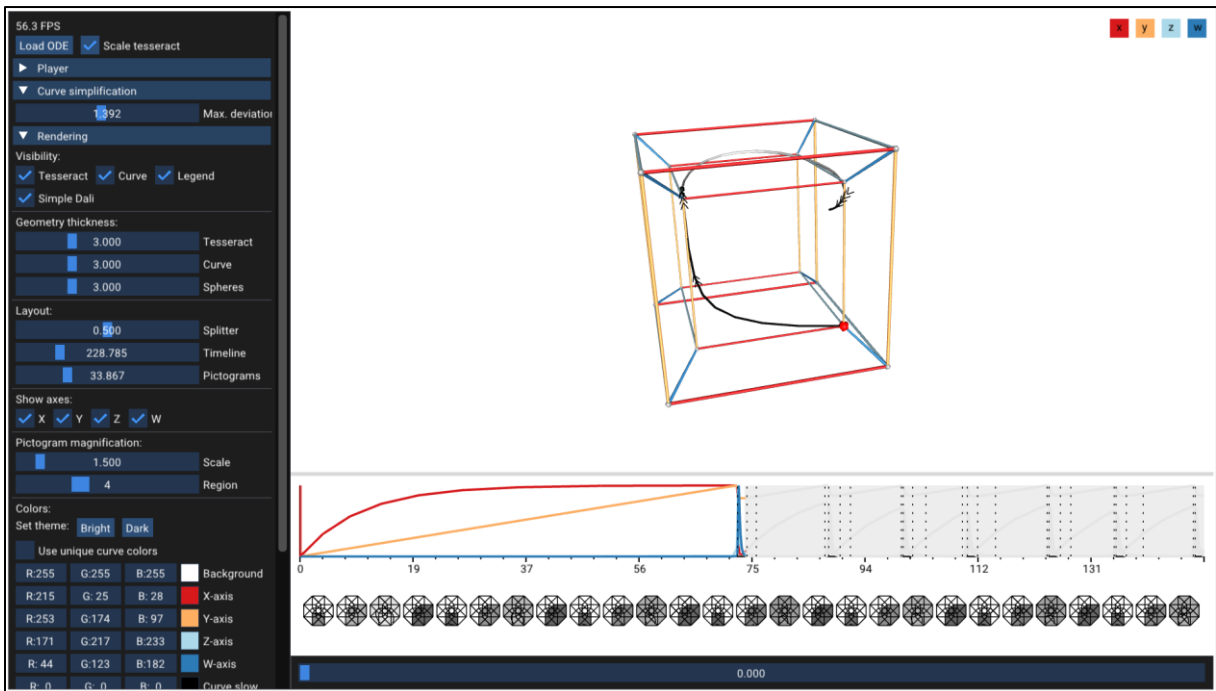 56.3 FPS
Load ODE Scale tesseract
Player
Curve simplification
1.392 Max. deviation
Rendering
Visibility:
Tesseract Curve Legend
Simple Dali
Geometry thickness:
3.000 Tesseract
3.000 Curve
3.000 Spheres
Layout:
0.500 Splitter
228.785 Timeline
33.867 Pictograms
Show axes:
X Y Z W
Pictogram magnification:
1.500 Scale
4 Region
Colors:
Set theme: Bright Dark
Use unique curve colors
R:255 G:255 B:255 Background
R:215 G: 25 B: 28 X-axis
R:253 G:174 B: 97 Y-axis
R:171 G:217 B:233 Z-axis
R: 44 G:123 B:182 W-axis
R: 0 G: 0 B: 0 Curve slow
x y z w
0 19 37 56 75 94 112 131
0.000